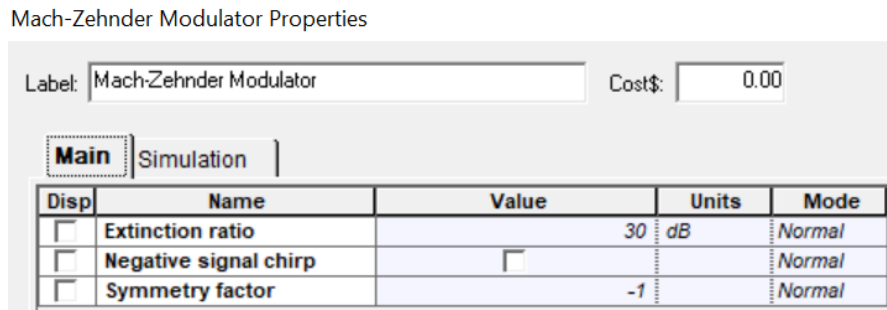 Mach-Zehnder Modulator Properties
Label: Mach-Zehnder Modulator Cost$: 0.00
Main Simulation
Disp Name Value Units Mode
Extinction ratio 30 dB Normal
Negative signal chirp Normal
Symmetry factor -1 Normal